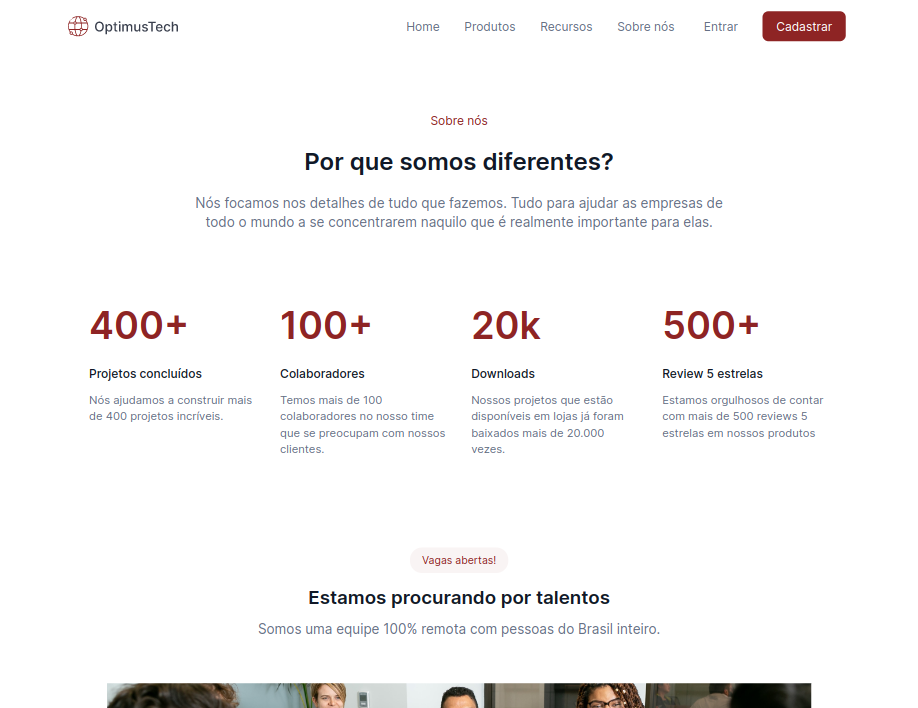 OptimusTech
Home Produtos Recursos Sobre nós Entrar Cadastrar
Sobre nós
Por que somos diferentes?
Nós focamos nos detalhes de tudo que fazemos. Tudo para ajudar as empresas de
todo o mundo a se concentrarem naquilo que é realmente importante para elas.
400+
Projetos concluídos
Nós ajudamos a construir mais
de 400 projetos incríveis.
100+
Colaboradores
Temos mais de 100
colaboradores no nosso time
que se preocupam com nossos
clientes.
20k
Downloads
Nossos projetos que estão
disponíveis em lojas já foram
baixados mais de 20.000
vezes.
500+
Review 5 estrelas
Estamos orgulhosos de contar
com mais de 500 reviews 5
estrelas em nossos produtos
Vagas abertas!
Estamos procurando por talentos
Somos uma equipe 100% remota com pessoas do Brasil inteiro.